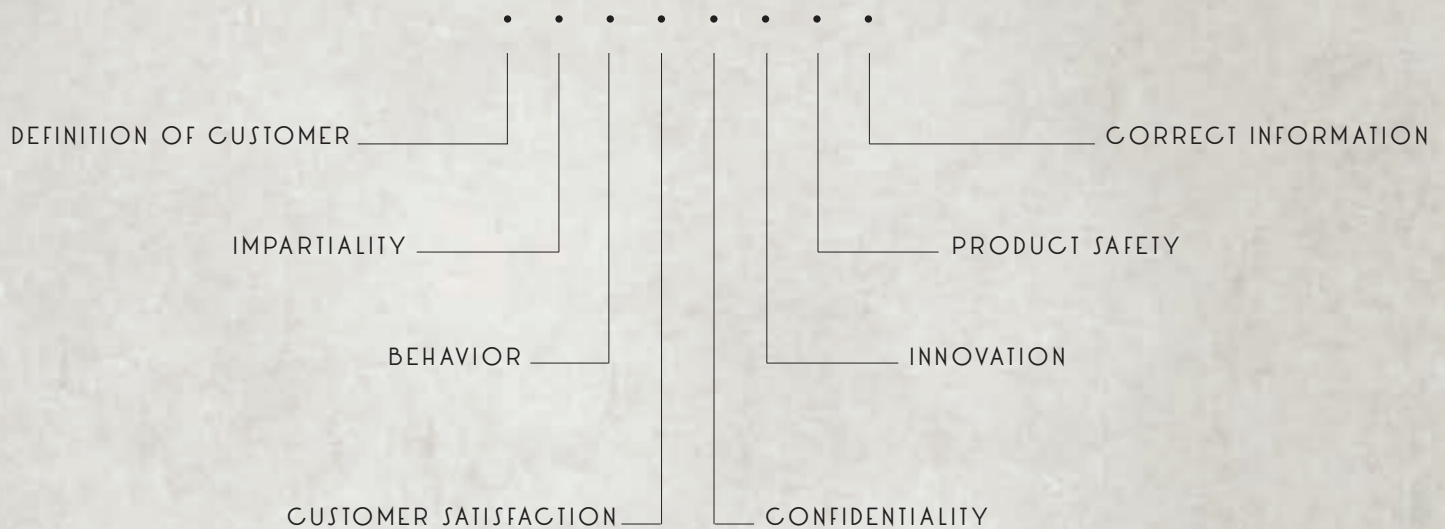 DEFINITION OF CUSTOMER
CORRECT INFORMATION
IMPARTIALITY
PRODUCT SAFETY
BEHAVIOR
INNOVATION
CUSTOMER SATISFACTION
CONFIDENTIALITY